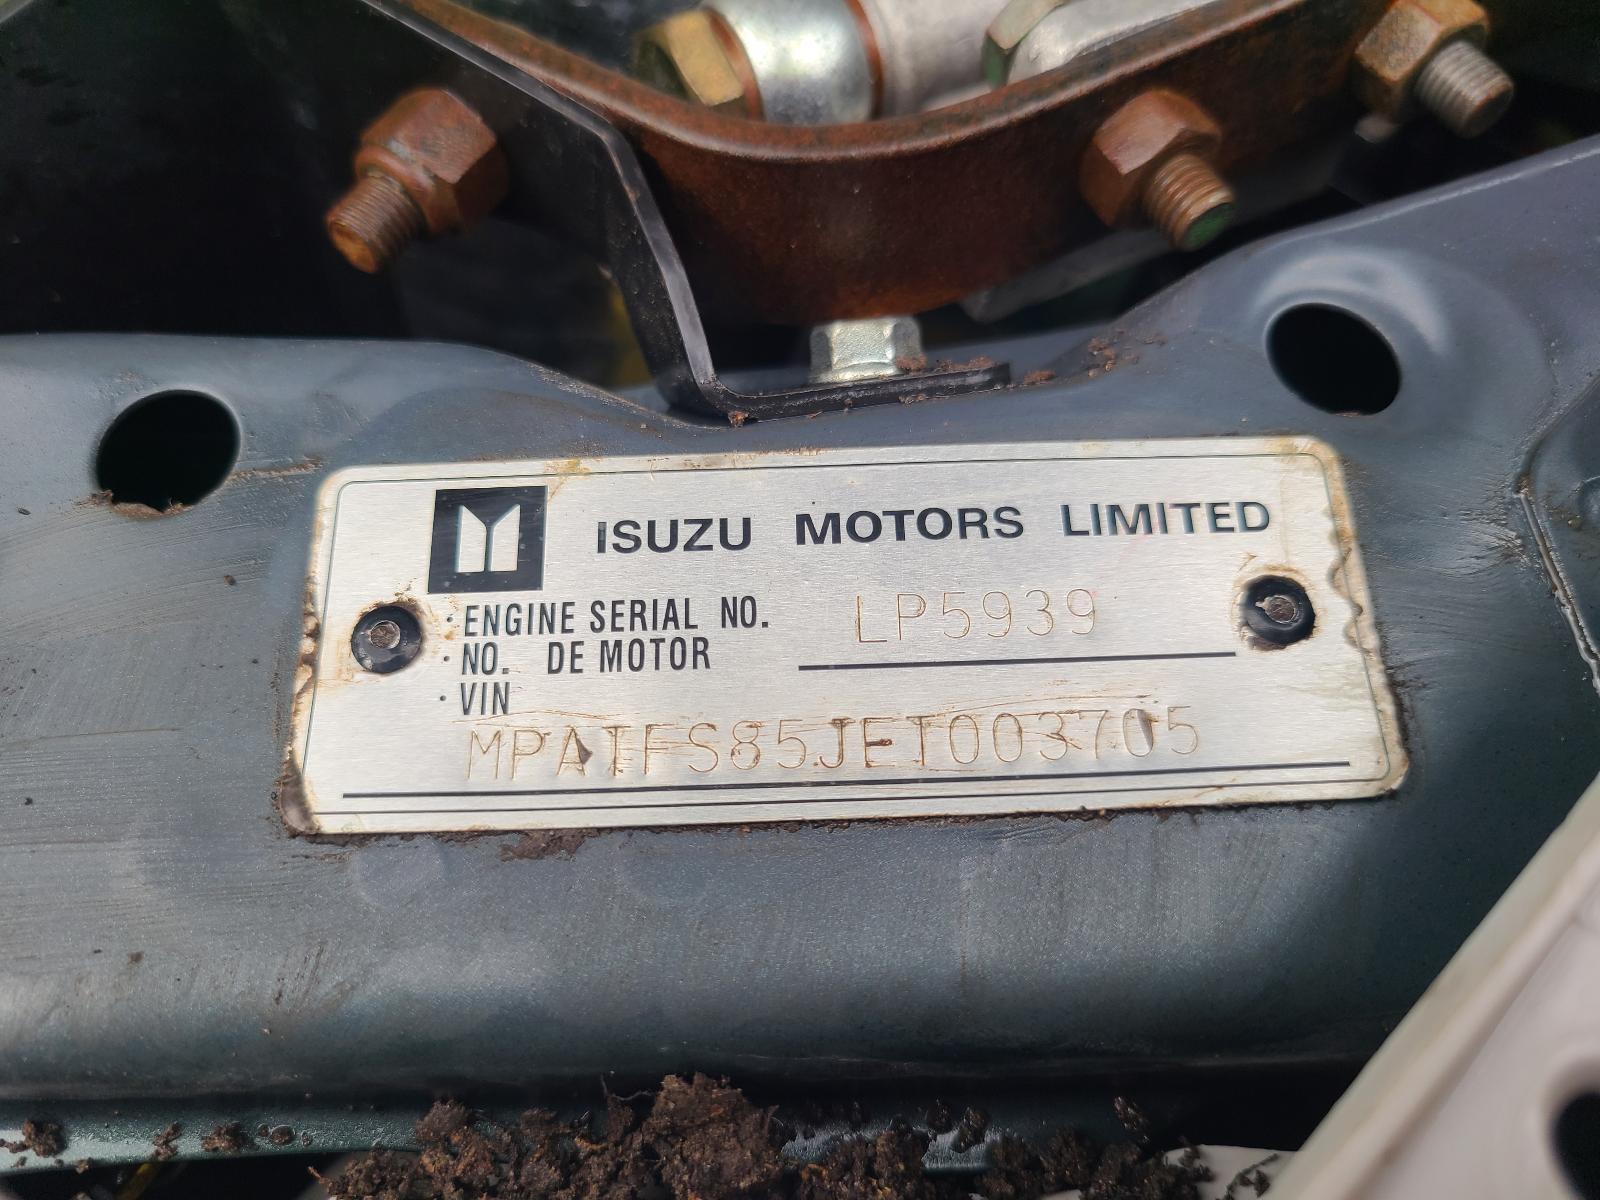 ISUZU MOTORS LIMITED
·ENGINE SERIAL NO. LP5939
·NO. DE MOTOR
·VIN
MPATFS85JET003705